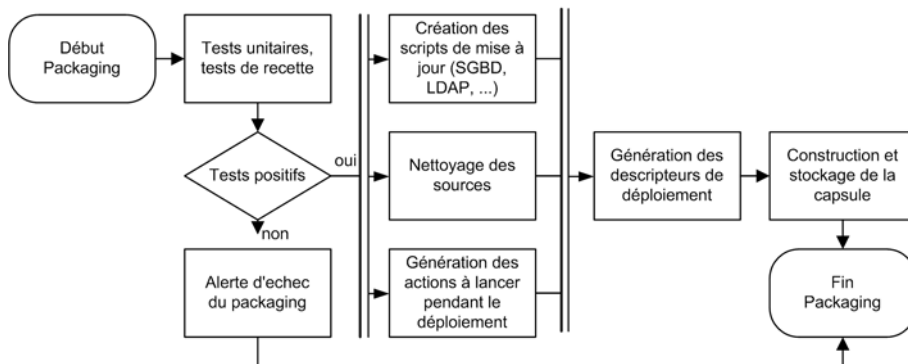 Début
Packaging
Tests unitaires,
tests de recette
Création des
scripts de mise à
jour (SGBD,
LDAP, ...)
Tests positifs
oui
non
Nettoyage des
sources
Génération des
descripteurs de
déploiement
Construction et
stockage de la
capsule
Alerte d'echec
du packaging
Génération des
actions à lancer
pendant le
déploiement
Fin
Packaging